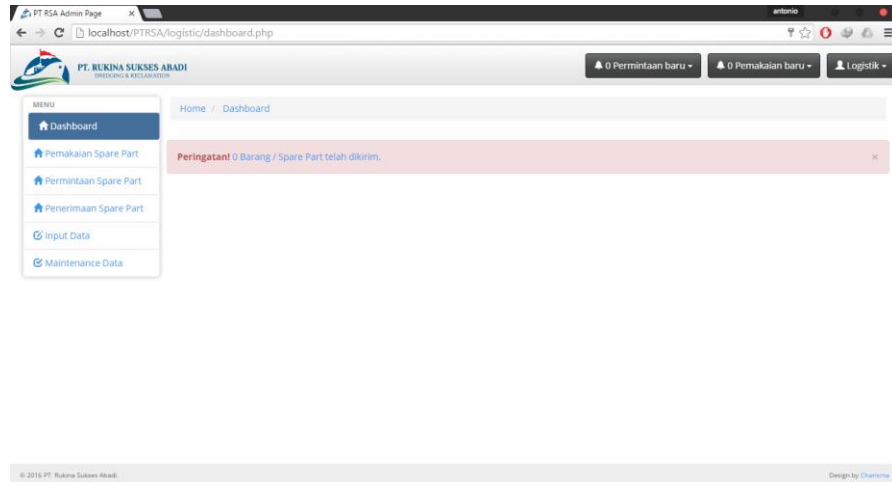 PT RSA Admin Page
antonio
localhost/PTRSA/logistic/dashboard.php
PT. RUKINA SUKSES ABADI
DREDGING & RECLAMATION
0 Permintaan baru
0 Pemakaian baru
Logistik
MENU
Home / Dashboard
Dashboard
Pemakaian Spare Part
Peringatan! 0 Barang / Spare Part telah dikirim.
Permintaan Spare Part
Penerimaan Spare Part
Input Data
Maintenance Data
© 2016 PT. Rukina Sukses Abadi.
Design by Charisma